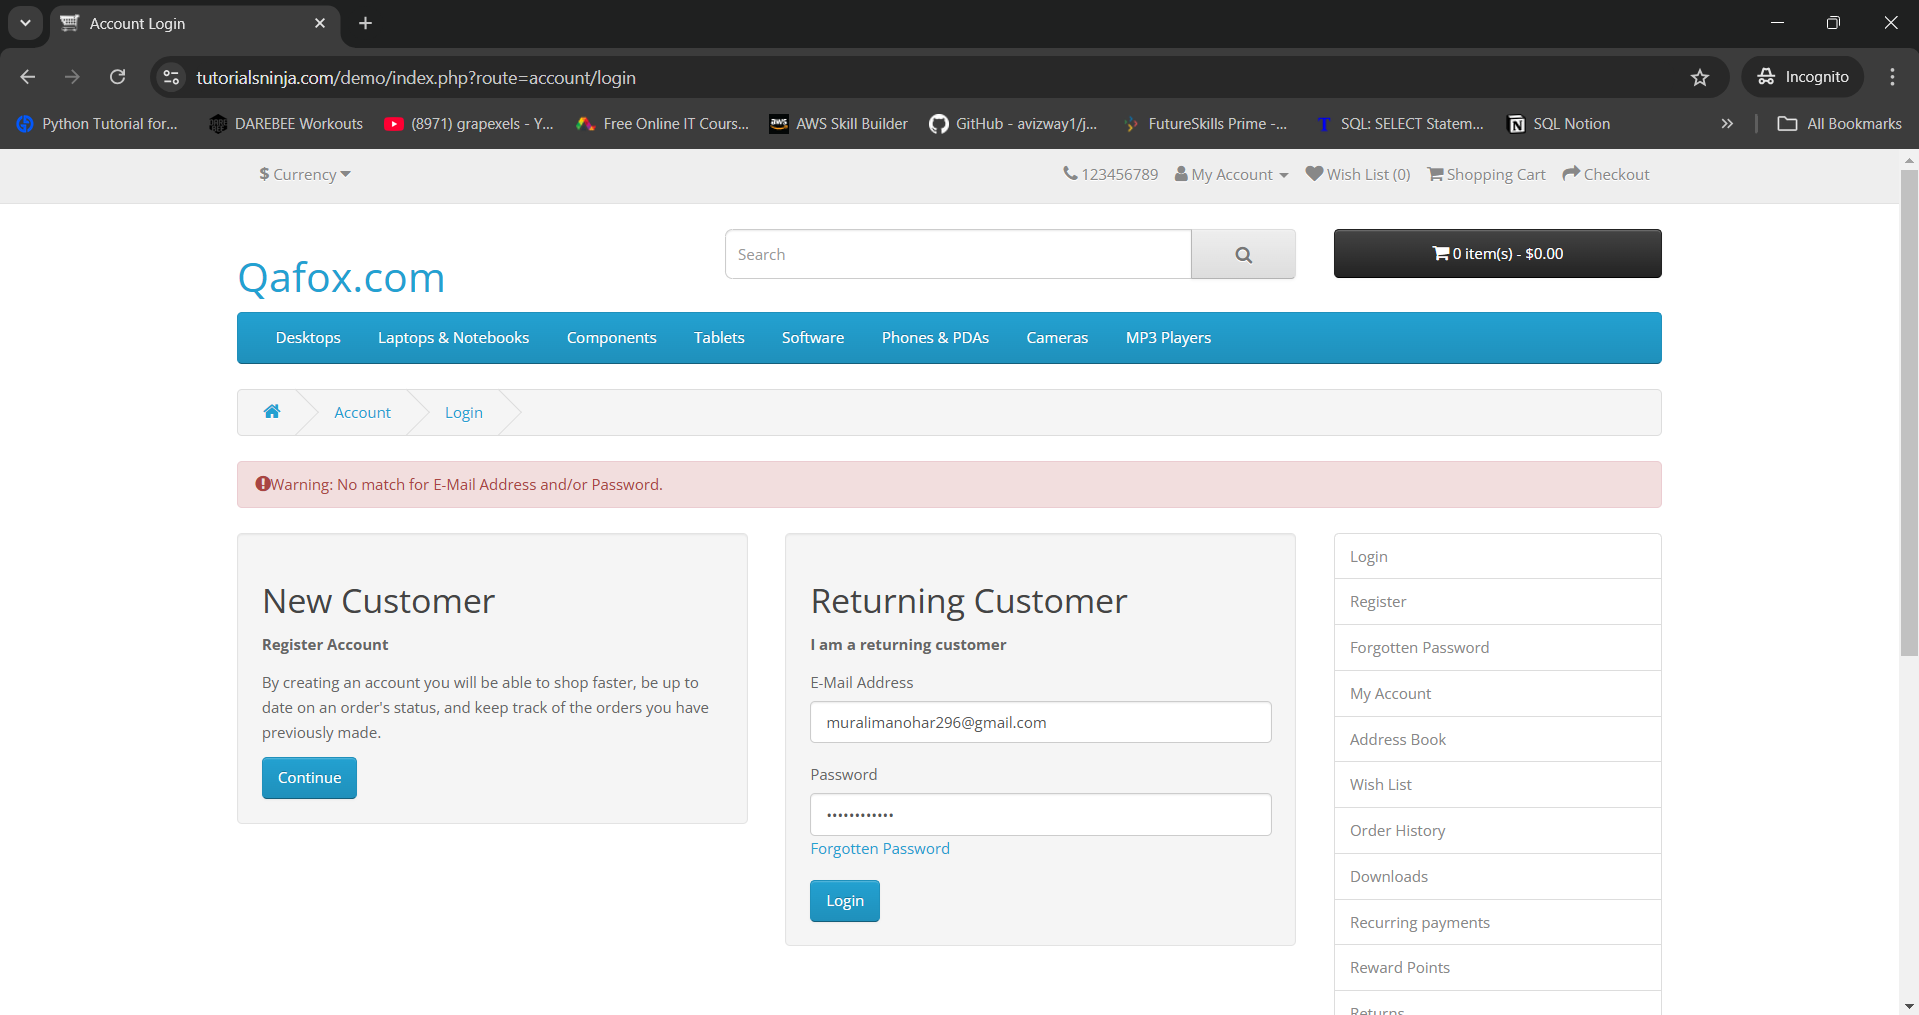 Account Login
tutorialsninja.com/demo/index.php?route=account/login
Incognito
Python Tutorial for...
DAREBEE Workouts
(8971) grapexels - Y...
Free Online IT Cours...
aws
AWS Skill Builder
GitHub - avizway1/j...
FutureSkills Prime -...
T
SQL: SELECT Statem...
SQL Notion
»
All Bookmarks
$ Currency
123456789
My Account
Wish List (0)
Shopping Cart
Checkout
Qafox.com
Search
0 item(s) - $0.00
Desktops
Laptops & Notebooks
Components
Tablets
Software
Phones & PDAs
Cameras
MP3 Players
Account
Login
Warning: No match for E-Mail Address and/or Password.
New Customer
Register Account
By creating an account you will be able to shop faster, be up to
date on an order's status, and keep track of the orders you have
previously made.
Continue
Returning Customer
I am a returning customer
E-Mail Address
muralimanohar296@gmail.com
Password
••••••••••••
Forgotten Password
Login
Login
Register
Forgotten Password
My Account
Address Book
Wish List
Order History
Downloads
Recurring payments
Reward Points
Returns